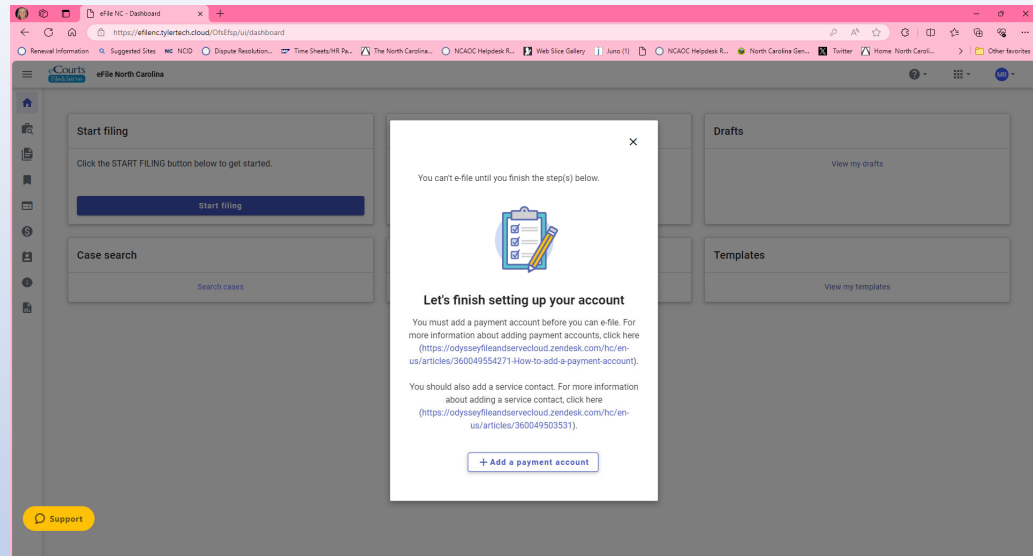 eFile NC - Dashboard
https://efilenc.tylertech.cloud/OfsEfsp/ui/dashboard
Renewal Information Suggested Sites NCID Dispute Resolution... Time Sheets/HR Pa... The North Carolina... NCAOC Helpdesk R... Web Slice Gallery Juno (1) NCAOC Helpdesk R... North Carolina Gen... Twitter Home North Caroli... Other favorites
eCourts
File&Serve
eFile North Carolina
MB
Start filing
Click the START FILING button below to get started.
Start filing
Drafts
View my drafts
Case search
Search cases
Templates
View my templates
You can't e-file until you finish the step(s) below.
Let's finish setting up your account
You must add a payment account before you can e-file. For
more information about adding payment accounts, click here
(https://odysseyfileandservecloud.zendesk.com/hc/en-
us/articles/360049554271-How-to-add-a-payment-account).
You should also add a service contact. For more information
about adding a service contact, click here
(https://odysseyfileandservecloud.zendesk.com/hc/en-
us/articles/360049503531).
+ Add a payment account
Support